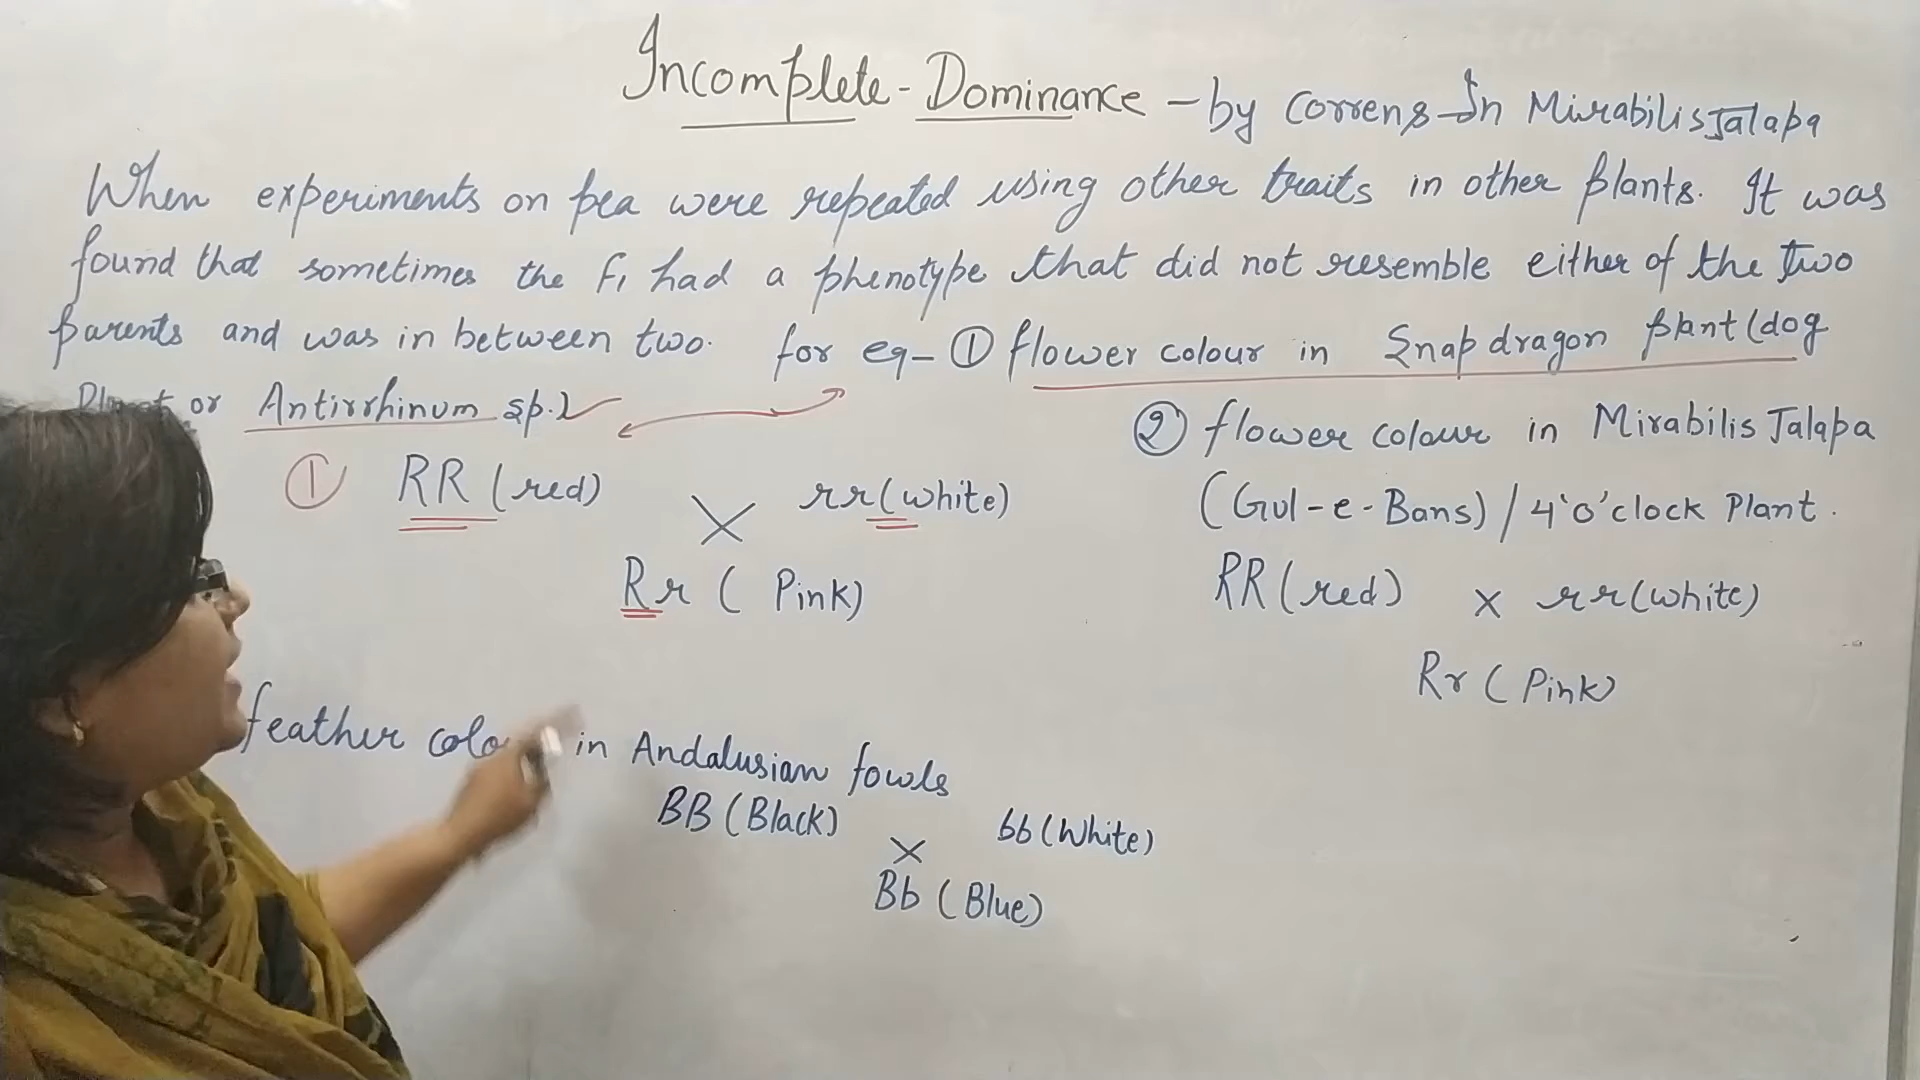 Incomplete - Dominance - by Correns In Mirabilis Jalapa
When experiments on pea were repeated using other traits in other plants. It was
found that sometimes the F1 had a phenotype that did not resemble either of the two
parents and was in between two. for eg- ① flower colour in Snapdragon plant (dog
or Antirrhinum sp.)
② flower colour in Mirabilis Jalapa
(Gul-e-Bans) / 4'o'clock Plant.
① RR (red) × rr (white)
Rr ( Pink)
RR (red) × rr (white)
Rr ( Pink)
feather in Andalusian fowls
BB (Black) × bb (White)
Bb ( Blue)